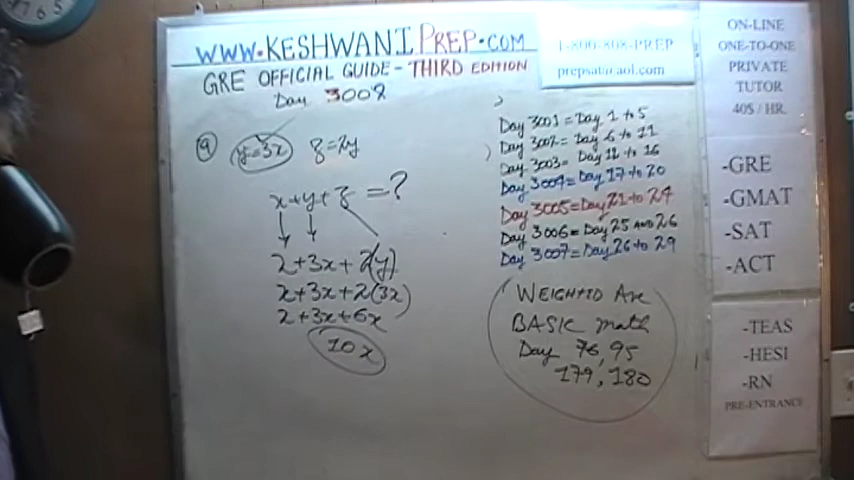 WWW.KESHWANIPREP.COM
GRE OFFICIAL GUIDE - THIRD EDITION
Day 3008
1-800-808-PREP
prepsat@aol.com
9 y=3x z=2y
x+y+z=?
x+3x+2(y)
x+3x+2(3x)
x+3x+6x
10x
Day 3001=Day 1 to 5
Day 3002=Day 6 to 11
Day 3003=Day 12 to 16
Day 3004=Day 17 to 20
Day 3005=Day 21 to 24
Day 3006=Day 25 AND 26
Day 3007=Day 26 to 29
WEIGHTED Ave
BASIC math
Day 76, 95
179, 180
ON-LINE
ONE-TO-ONE
PRIVATE
TUTOR
40$ / HR.
-GRE
-GMAT
-SAT
-ACT
-TEAS
-HESI
-RN
PRE-ENTRANCE